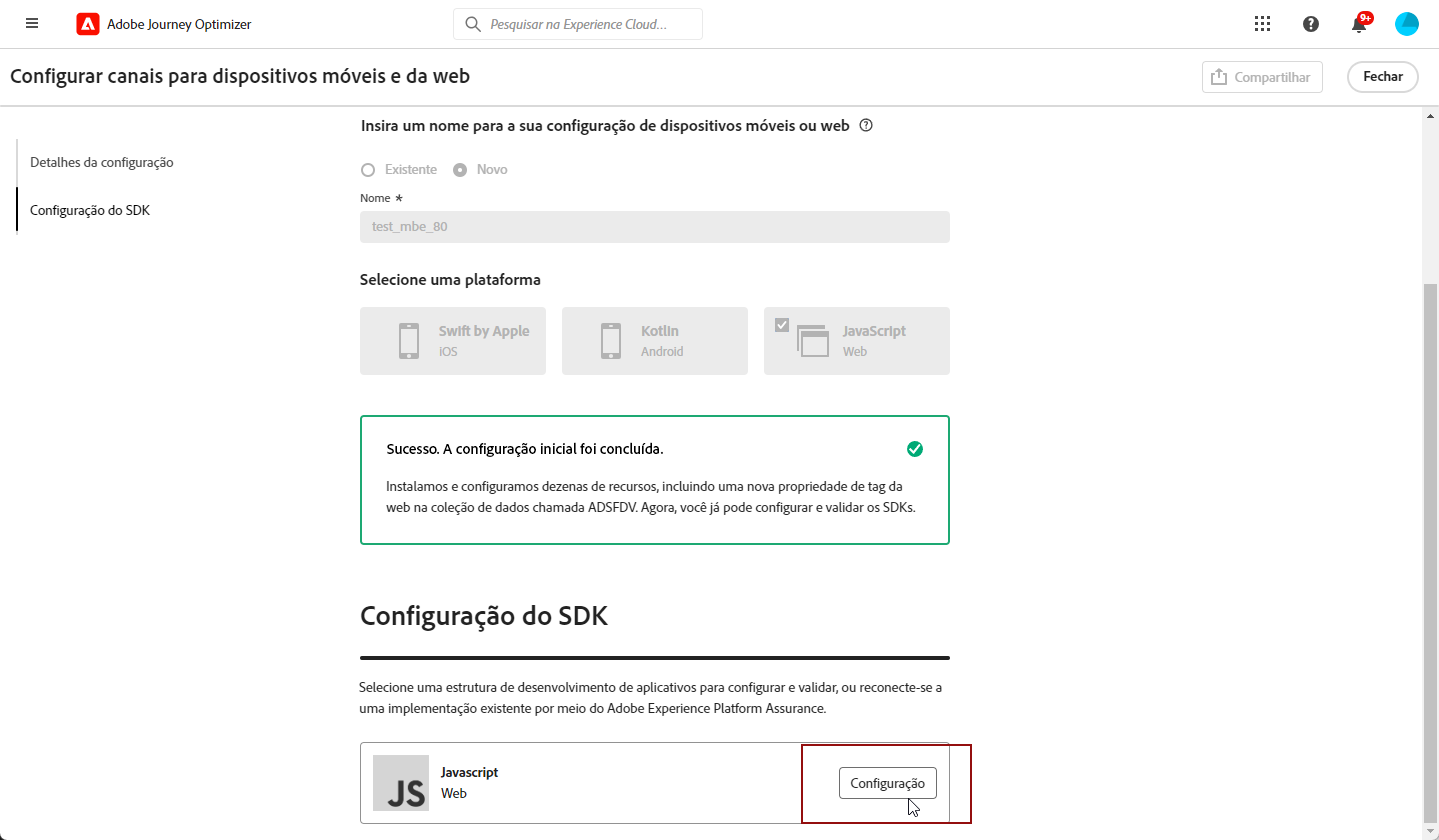 Adobe Journey Optimizer
Pesquisar na Experience Cloud...
9+
Configurar canais para dispositivos móveis e da web
Compartilhar
Fechar
Detalhes da configuração
Configuração do SDK
Insira um nome para a sua configuração de dispositivos móveis ou web
Existente
Novo
Nome *
test_mbe_80
Selecione uma plataforma
Swift by Apple
iOS
Kotlin
Android
JavaScript
Web
Sucesso. A configuração inicial foi concluída.
Instalamos e configuramos dezenas de recursos, incluindo uma nova propriedade de tag da
web na coleção de dados chamada ADSFDV. Agora, você já pode configurar e validar os SDKs.
Configuração do SDK
Selecione uma estrutura de desenvolvimento de aplicativos para configurar e validar, ou reconecte-se a
uma implementação existente por meio do Adobe Experience Platform Assurance.
JS
Javascript
Web
Configuração